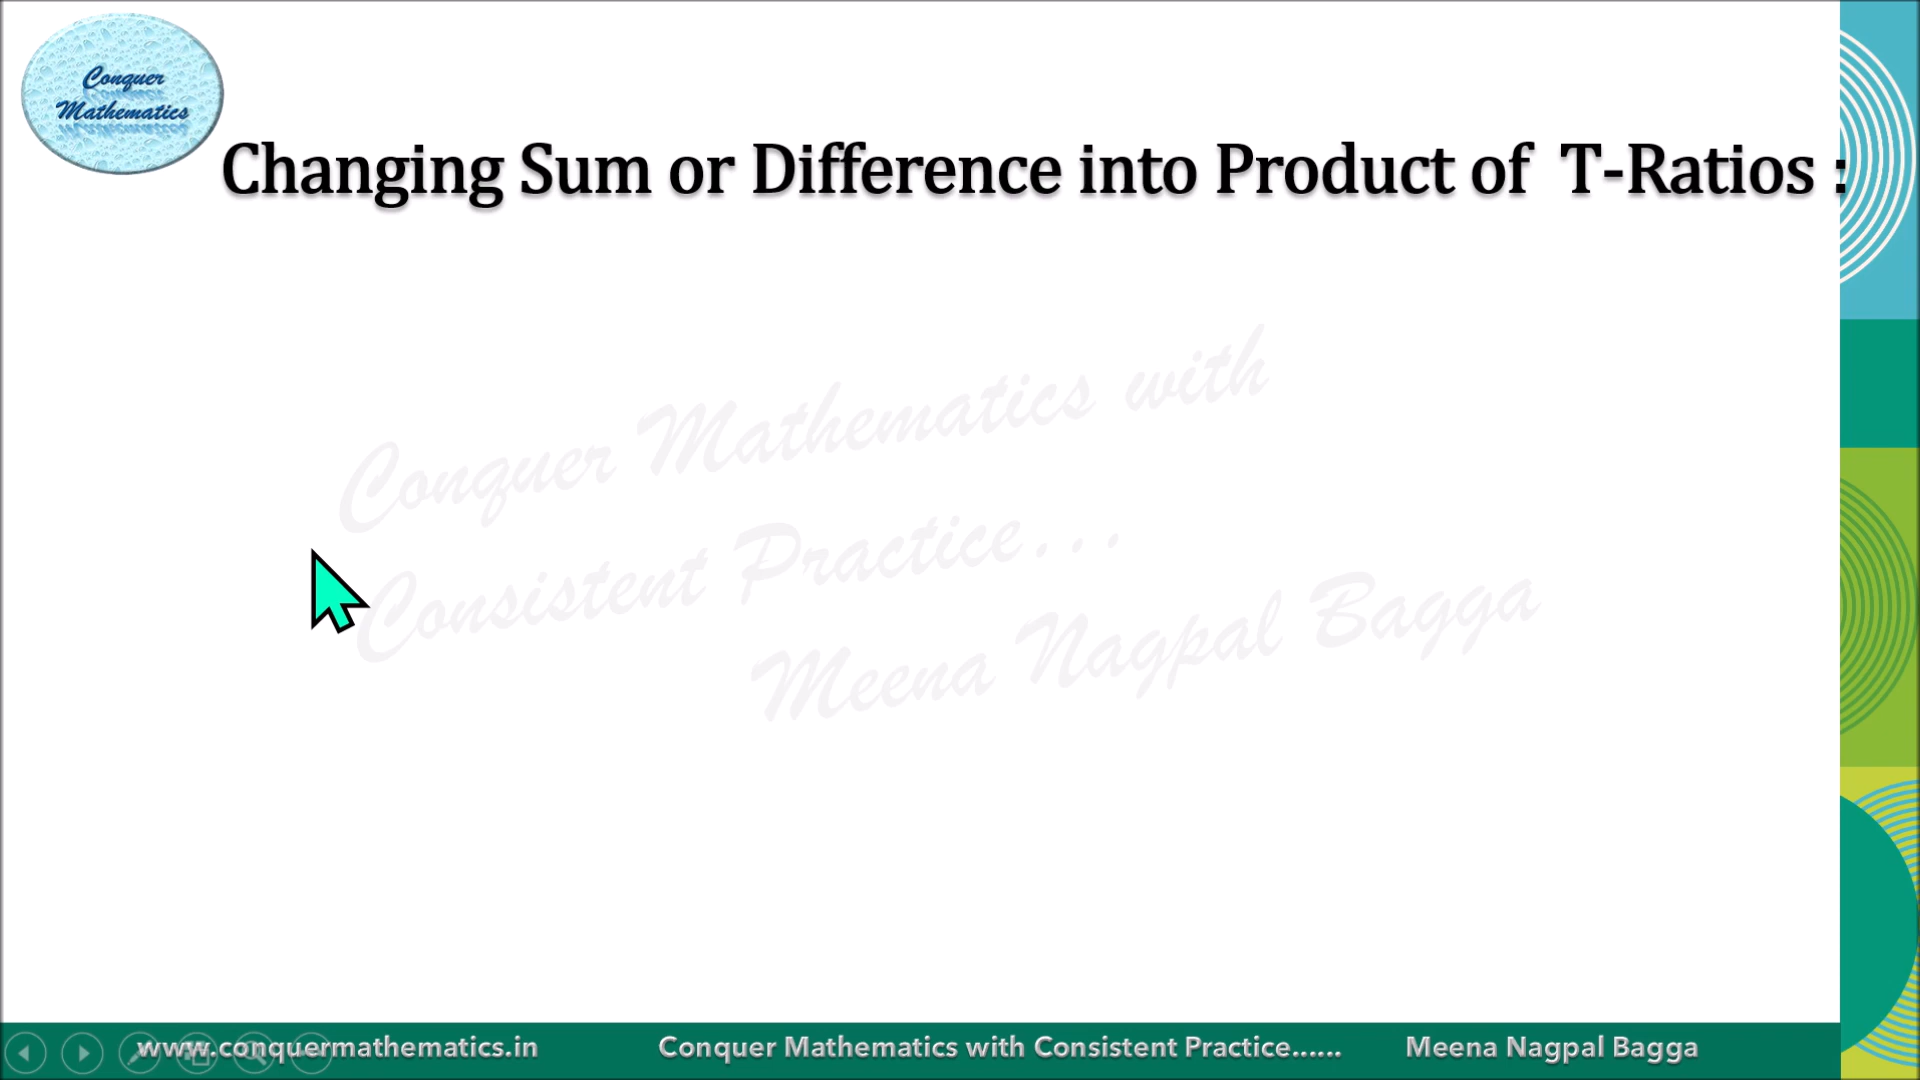 Conquer
Mathematics
Changing Sum or Difference into Product of T-Ratios :
Conquer Mathematics with
Consistent Practice...
Meena Nagpal Bagga
www.conquermathematics.in Conquer Mathematics with Consistent Practice...... Meena Nagpal Bagga